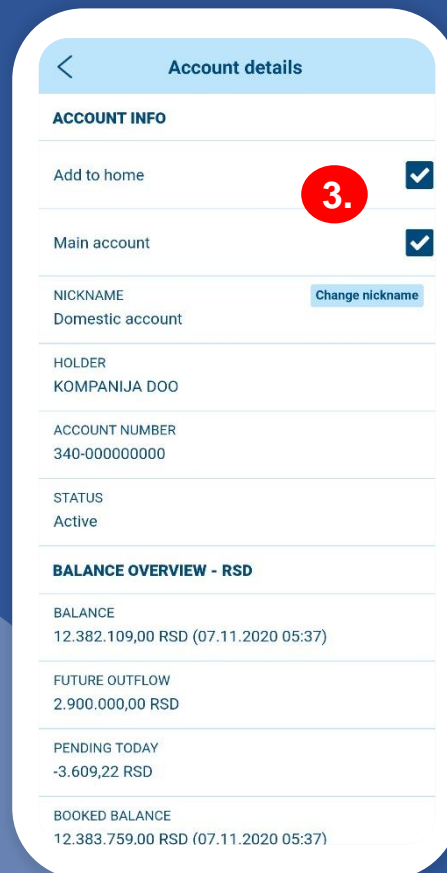 Account details
ACCOUNT INFO
Add to home
3.
Main account
NICKNAME
Change nickname
Domestic account
HOLDER
KOMPANIJA DOO
ACCOUNT NUMBER
340-000000000
STATUS
Active
BALANCE OVERVIEW - RSD
BALANCE
12.382.109,00 RSD (07.11.2020 05:37)
FUTURE OUTFLOW
2.900.000,00 RSD
PENDING TODAY
-3.609,22 RSD
BOOKED BALANCE
12.383.759,00 RSD (07.11.2020 05:37)